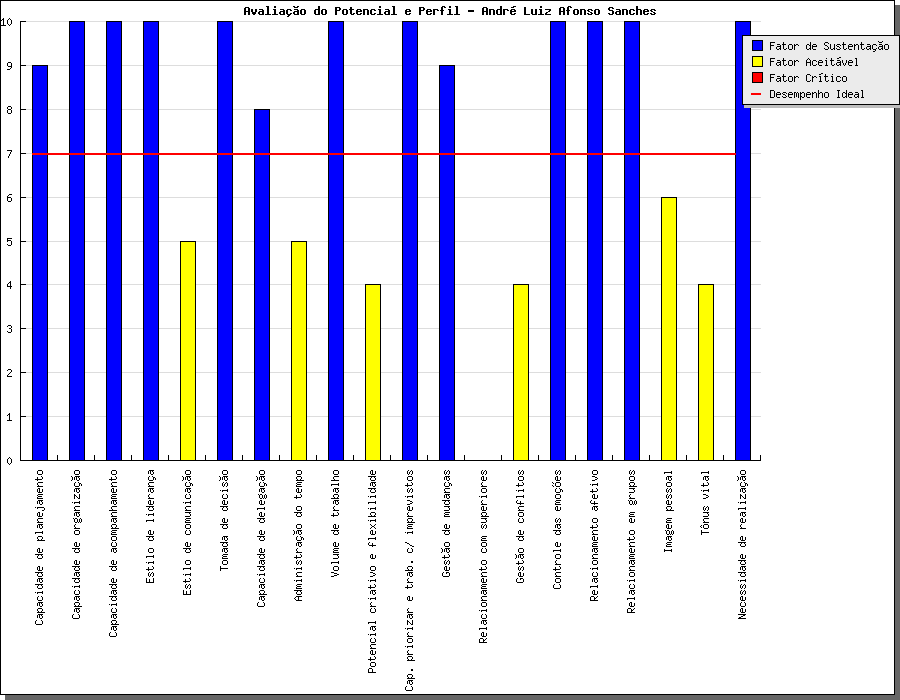 Avaliação do Potencial e Perfil - André Luiz Afonso Sanches
10
9
8
7
6
5
4
3
2
1
0
Fator de Sustentação
Fator Aceitável
Fator Crítico
Desempenho Ideal
Capacidade de planejamento
Capacidade de organização
Capacidade de acompanhamento
Estilo de liderança
Estilo de comunicação
Tomada de decisão
Capacidade de delegação
Administração do tempo
Volume de trabalho
Potencial criativo e flexibilidade
Cap. priorizar e trab. c/ imprevistos
Gestão de mudanças
Relacionamento com superiores
Gestão de conflitos
Controle das emoções
Relacionamento afetivo
Relacionamento em grupos
Imagem pessoal
Tônus vital
Necessidade de realização